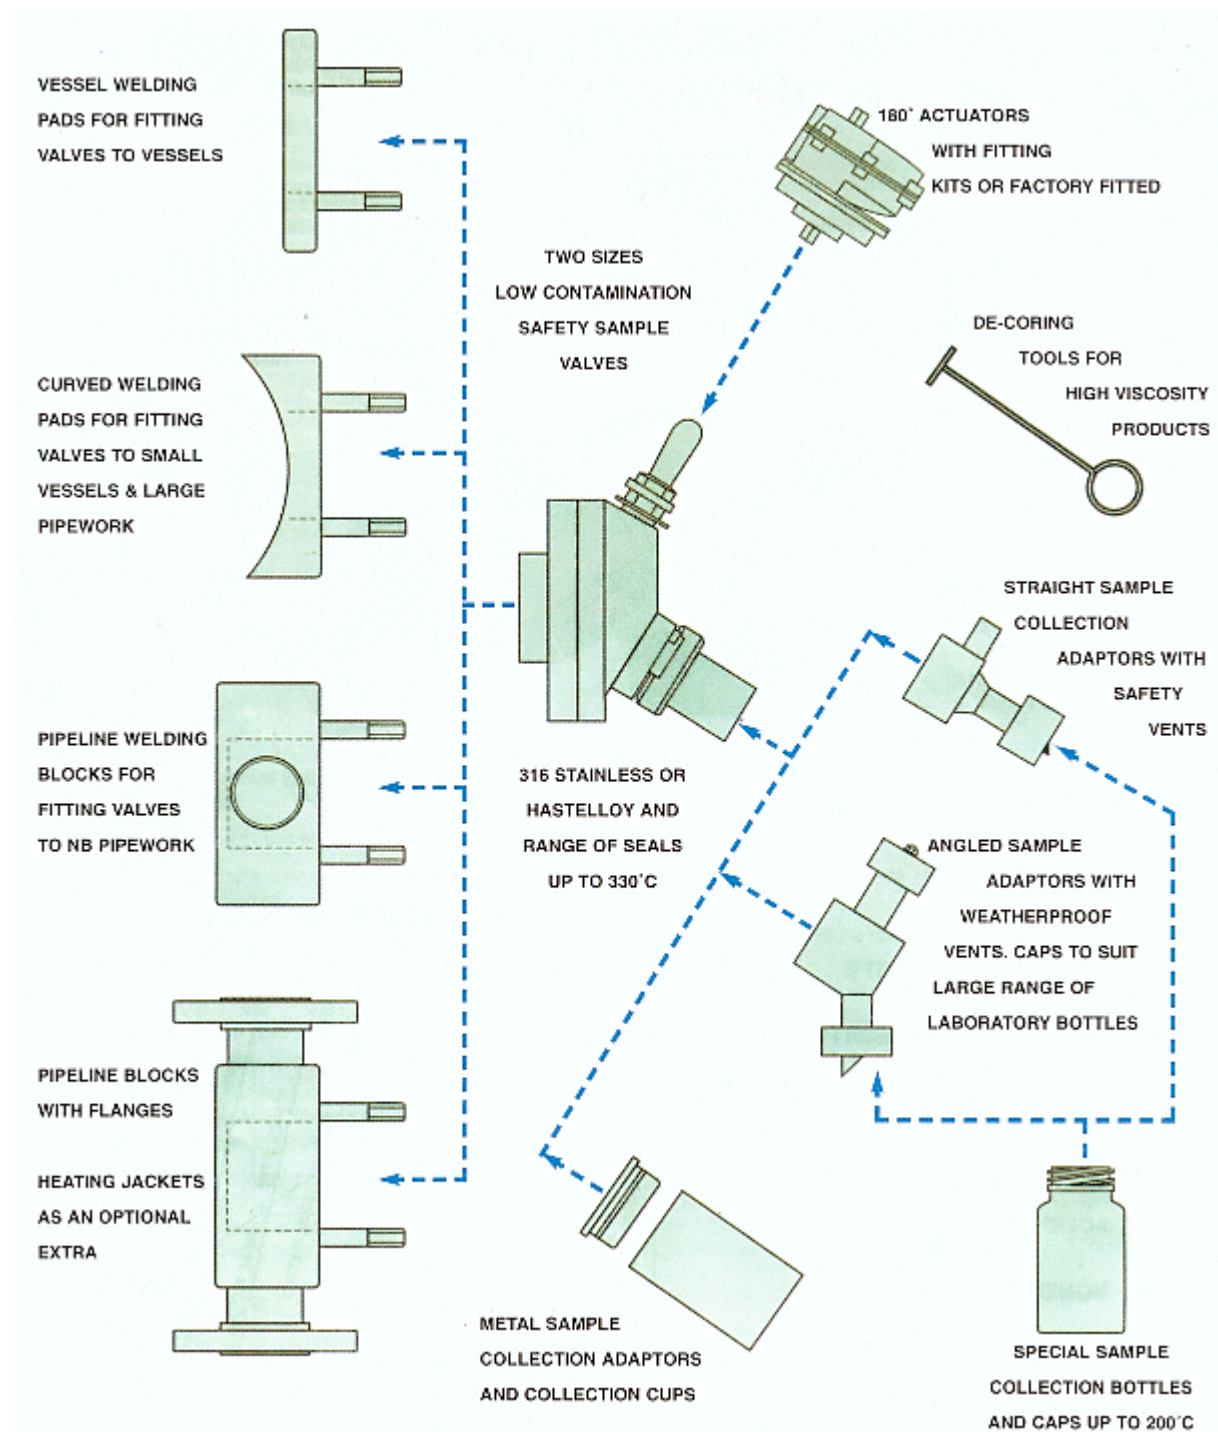 VESSEL WELDING
PADS FOR FITTING
VALVES TO VESSELS
180° ACTUATORS
WITH FITTING
KITS OR FACTORY FITTED
TWO SIZES
LOW CONTAMINATION
SAFETY SAMPLE
VALVES
DE-CORING
TOOLS FOR
HIGH VISCOSITY
PRODUCTS
CURVED WELDING
PADS FOR FITTING
VALVES TO SMALL
VESSELS & LARGE
PIPEWORK
STRAIGHT SAMPLE
COLLECTION
ADAPTORS WITH
SAFETY
VENTS
PIPELINE WELDING
BLOCKS FOR
FITTING VALVES
TO NB PIPEWORK
316 STAINLESS OR
HASTELLOY AND
RANGE OF SEALS
UP TO 330°C
ANGLED SAMPLE
ADAPTORS WITH
WEATHERPROOF
VENTS. CAPS TO SUIT
LARGE RANGE OF
LABORATORY BOTTLES
PIPELINE BLOCKS
WITH FLANGES
HEATING JACKETS
AS AN OPTIONAL
EXTRA
METAL SAMPLE
COLLECTION ADAPTORS
AND COLLECTION CUPS
SPECIAL SAMPLE
COLLECTION BOTTLES
AND CAPS UP TO 200°C